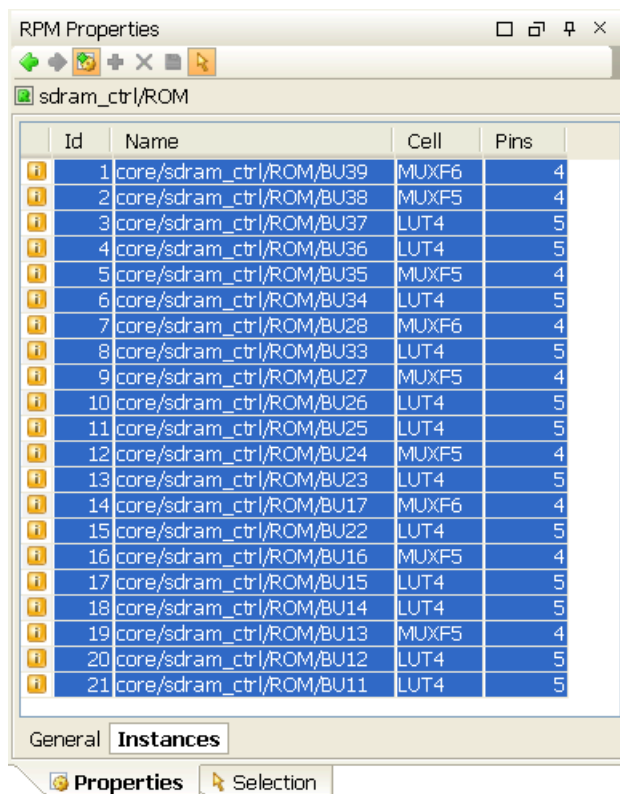 RPM Properties
sdram_ctrl/ROM
Id Name Cell Pins
1 core/sdram_ctrl/ROM/BU39 MUXF6 4
2 core/sdram_ctrl/ROM/BU38 MUXF5 4
3 core/sdram_ctrl/ROM/BU37 LUT4 5
4 core/sdram_ctrl/ROM/BU36 LUT4 5
5 core/sdram_ctrl/ROM/BU35 MUXF5 4
6 core/sdram_ctrl/ROM/BU34 LUT4 5
7 core/sdram_ctrl/ROM/BU28 MUXF6 4
8 core/sdram_ctrl/ROM/BU33 LUT4 5
9 core/sdram_ctrl/ROM/BU27 MUXF5 4
10 core/sdram_ctrl/ROM/BU26 LUT4 5
11 core/sdram_ctrl/ROM/BU25 LUT4 5
12 core/sdram_ctrl/ROM/BU24 MUXF5 4
13 core/sdram_ctrl/ROM/BU23 LUT4 5
14 core/sdram_ctrl/ROM/BU17 MUXF6 4
15 core/sdram_ctrl/ROM/BU22 LUT4 5
16 core/sdram_ctrl/ROM/BU16 MUXF5 4
17 core/sdram_ctrl/ROM/BU15 LUT4 5
18 core/sdram_ctrl/ROM/BU14 LUT4 5
19 core/sdram_ctrl/ROM/BU13 MUXF5 4
20 core/sdram_ctrl/ROM/BU12 LUT4 5
21 core/sdram_ctrl/ROM/BU11 LUT4 5
General Instances
Properties Selection